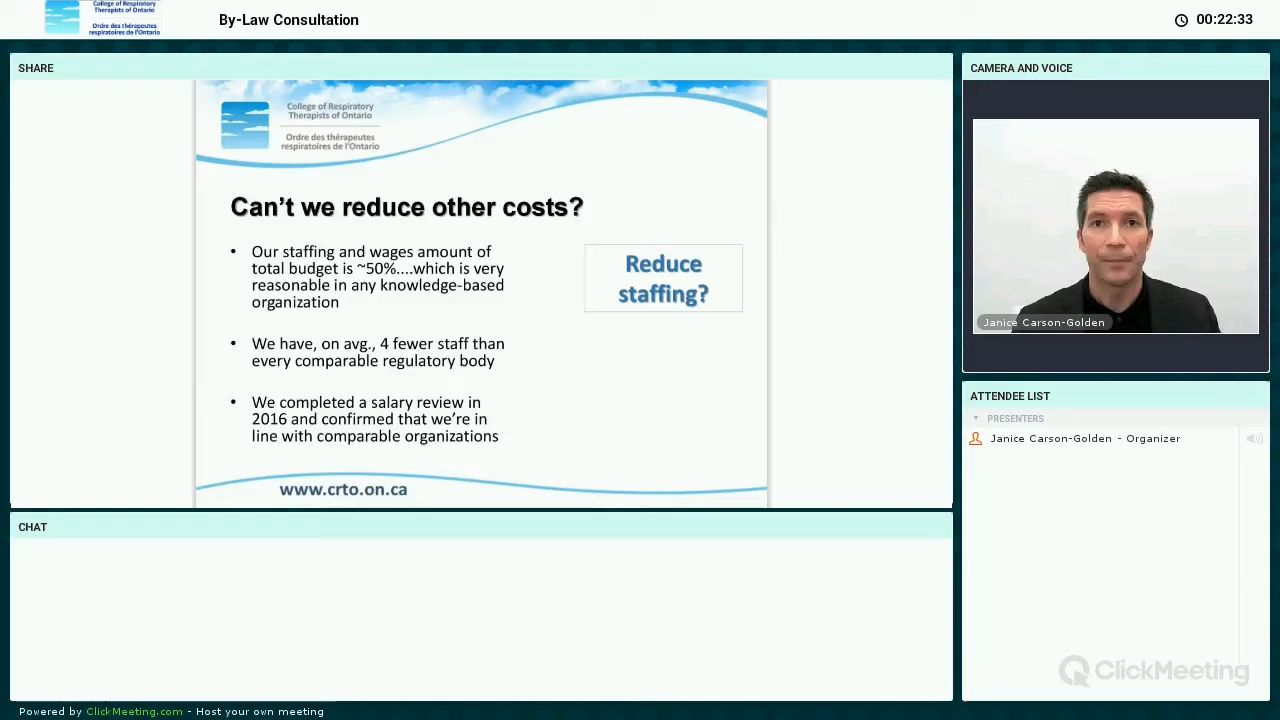 College of Respiratory
Therapists of Ontario
Ordre des thérapeutes
respiratoires de l'Ontario
By-Law Consultation
00:22:33
SHARE
College of Respiratory
Therapists of Ontario
Ordre des thérapeutes
respiratoires de l'Ontario
Can't we reduce other costs?
• Our staffing and wages amount of
total budget is ~50%....which is very
reasonable in any knowledge-based
organization
• We have, on avg., 4 fewer staff than
every comparable regulatory body
• We completed a salary review in
2016 and confirmed that we're in
line with comparable organizations
Reduce
staffing?
www.crto.on.ca
CAMERA AND VOICE
Janice Carson-Golden
ATTENDEE LIST
PRESENTERS
Janice Carson-Golden - Organizer
CHAT
ClickMeeting
Powered by ClickMeeting.com - Host your own meeting